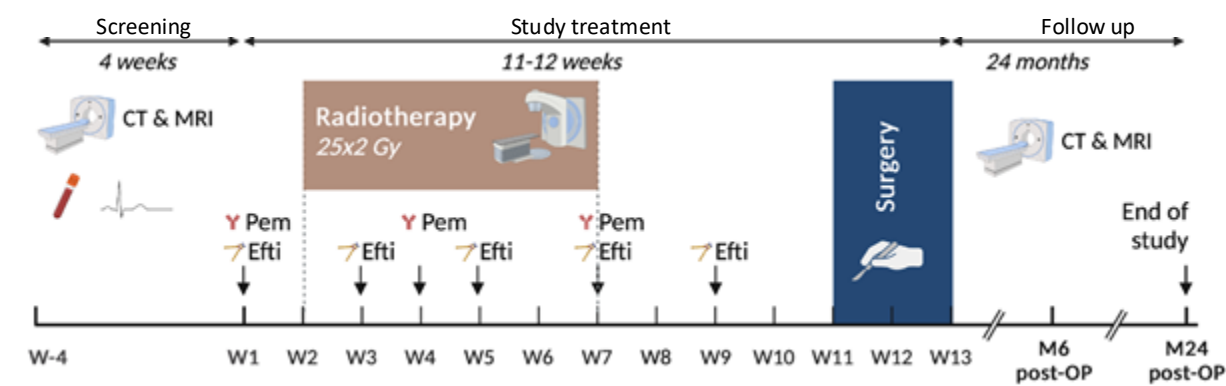 Screening
Study treatment
Follow up
4 weeks
11-12 weeks
24 months
CT & MRI
Radiotherapy
25x2 Gy
Surgery
CT & MRI
End of
study
Pem
Pem
Pem
Efti
Efti
Efti
Efti
Efti
W-4
W1
W2
W3
W4
W5
W6
W7
W8
W9
W10
W11
W12
W13
M6
post-OP
M24
post-OP